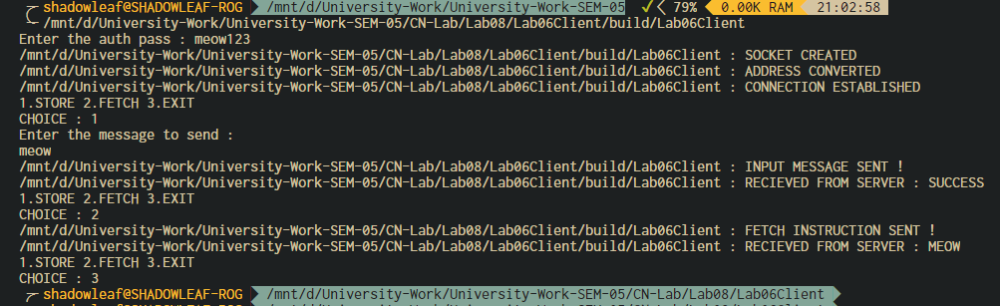 shadowleaf@SHADOWLEAF-ROG /mnt/d/University-Work/University-Work-SEM-05 ✓ 79% 0.00K RAM 21:02:58
/mnt/d/University-Work/University-Work-SEM-05/CN-Lab/Lab08/Lab06Client/build/Lab06Client
Enter the auth pass : meow123
/mnt/d/University-Work/University-Work-SEM-05/CN-Lab/Lab08/Lab06Client/build/Lab06Client : SOCKET CREATED
/mnt/d/University-Work/University-Work-SEM-05/CN-Lab/Lab08/Lab06Client/build/Lab06Client : ADDRESS CONVERTED
/mnt/d/University-Work/University-Work-SEM-05/CN-Lab/Lab08/Lab06Client/build/Lab06Client : CONNECTION ESTABLISHED
1.STORE 2.FETCH 3.EXIT
CHOICE : 1
Enter the message to send :
meow
/mnt/d/University-Work/University-Work-SEM-05/CN-Lab/Lab08/Lab06Client/build/Lab06Client : INPUT MESSAGE SENT !
/mnt/d/University-Work/University-Work-SEM-05/CN-Lab/Lab08/Lab06Client/build/Lab06Client : RECIEVED FROM SERVER : SUCCESS
1.STORE 2.FETCH 3.EXIT
CHOICE : 2
/mnt/d/University-Work/University-Work-SEM-05/CN-Lab/Lab08/Lab06Client/build/Lab06Client : FETCH INSTRUCTION SENT !
/mnt/d/University-Work/University-Work-SEM-05/CN-Lab/Lab08/Lab06Client/build/Lab06Client : RECIEVED FROM SERVER : MEOW
1.STORE 2.FETCH 3.EXIT
CHOICE : 3
shadowleaf@SHADOWLEAF-ROG /mnt/d/University-Work/University-Work-SEM-05/CN-Lab/Lab08/Lab06Client